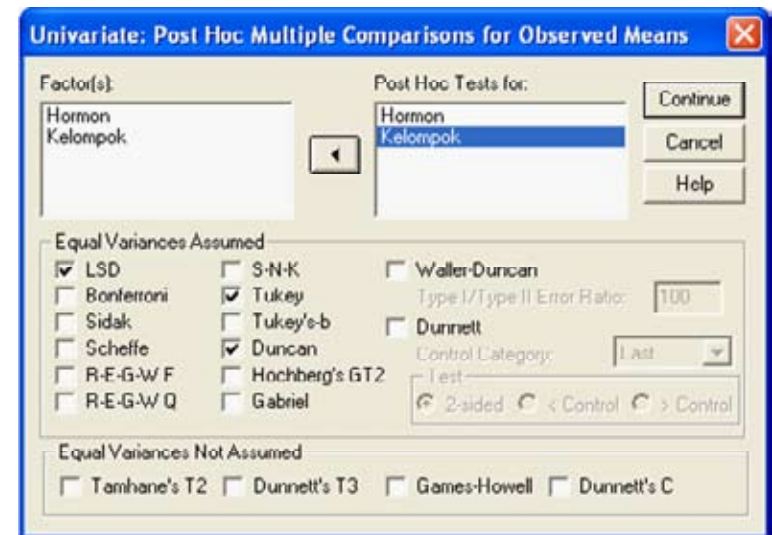 Univariate: Post Hoc Multiple Comparisons for Observed Means
Factor(s):
Hormon
Kelompok
Post Hoc Tests for:
Hormon
Kelompok
Continue
Cancel
Help
Equal Variances Assumed
LSD
S-N-K
Waller-Duncan
Bonferroni
Tukey
Type I/Type II Error Ratio: 100
Sidak
Tukey's-b
Dunnett
Scheffe
Duncan
Control Category: Last
R-E-G-W F
Hochberg's GT2
Test
R-E-G-W Q
Gabriel
2-sided < Control > Control
Equal Variances Not Assumed
Tamhane's T2 Dunnett's T3 Games-Howell Dunnett's C